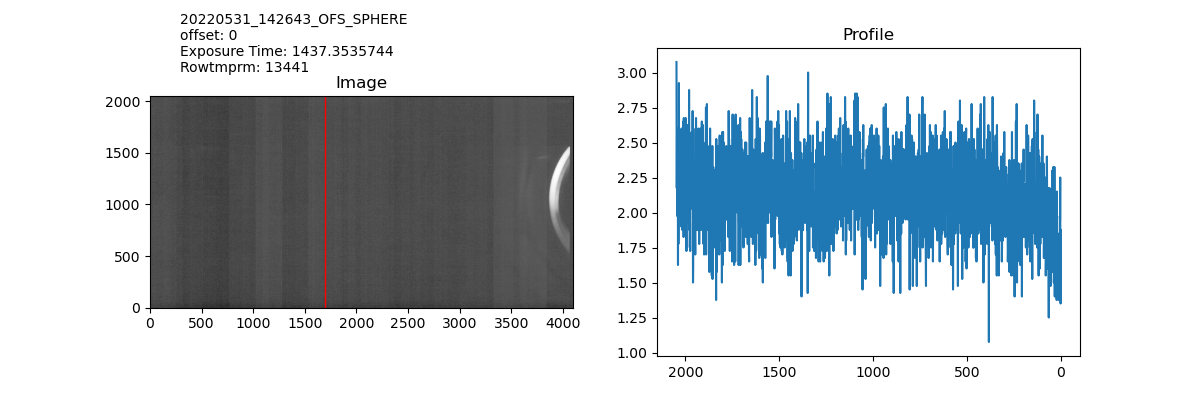 20220531_142643_OFS_SPHERE
offset: 0
Exposure Time: 1437.3535744
Rowtmprm: 13441
Image
2000
1500
1000
500
0
0 500 1000 1500 2000 2500 3000 3500 4000
Profile
3.00
2.75
2.50
2.25
2.00
1.75
1.50
1.25
1.00
2000 1500 1000 500 0